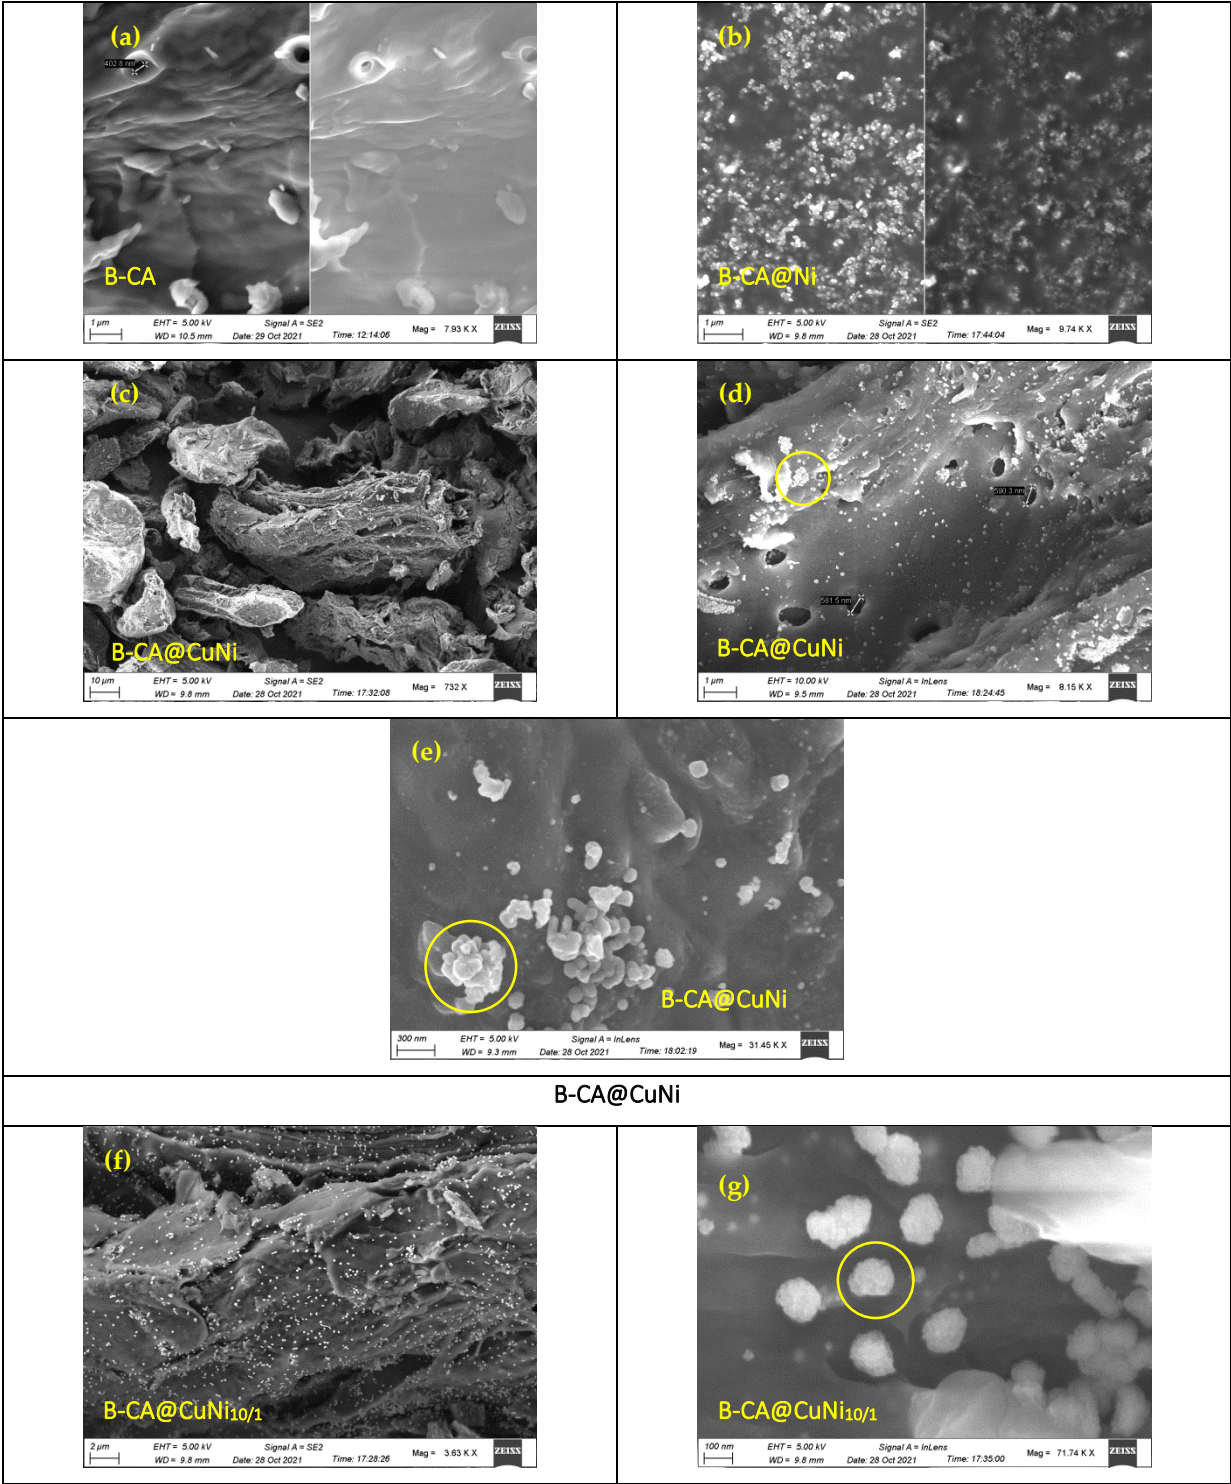 (a)
402.8 nm
B-CA
1 µm
EHT = 5.00 kV
Signal A = SE2
WD = 10.5 mm
Date: 29 Oct 2021
Time: 12:14:06
Mag = 7.93 K X
ZEISS
(b)
B-CA@Ni
1 µm
EHT = 5.00 kV
Signal A = SE2
WD = 9.8 mm
Date: 28 Oct 2021
Time: 17:44:04
Mag = 9.74 K X
ZEISS
(c)
B-CA@CuNi
10 µm
EHT = 5.00 kV
Signal A = SE2
WD = 9.8 mm
Date: 28 Oct 2021
Time: 17:32:08
Mag = 732 X
ZEISS
(d)
590.3 nm
581.5 nm
B-CA@CuNi
1 µm
EHT = 10.00 kV
Signal A = InLens
WD = 9.5 mm
Date: 28 Oct 2021
Time: 18:24:45
Mag = 8.15 K X
ZEISS
(e)
B-CA@CuNi
300 nm
EHT = 5.00 kV
Signal A = InLens
WD = 9.3 mm
Date: 28 Oct 2021
Time: 18:02:19
Mag = 31.45 K X
ZEISS
B-CA@CuNi
(f)
B-CA@CuNi10/1
2 µm
EHT = 5.00 kV
Signal A = SE2
WD = 9.8 mm
Date: 28 Oct 2021
Time: 17:28:26
Mag = 3.63 K X
ZEISS
(g)
B-CA@CuNi10/1
100 nm
EHT = 5.00 kV
Signal A = InLens
WD = 9.8 mm
Date: 28 Oct 2021
Time: 17:35:00
Mag = 71.74 K X
ZEISS